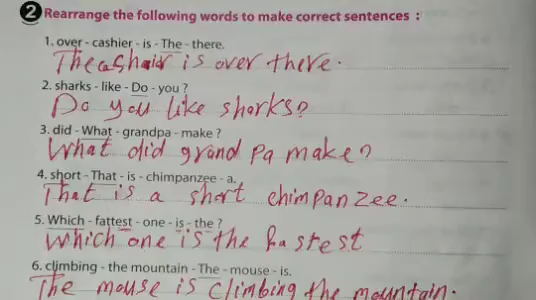 2 Rearrange the following words to make correct sentences :
1. over - cashier - is - The - there.
The cashair is over there.
2. sharks - like - Do - you ?
Do you like sharks?
3. did - What - grandpa - make ?
What did grand pa make?
4. short - That - is - chimpanzee - a.
That is a short chimpanzee.
5. Which - fattest - one - is - the ?
Which one is the fastest
6. climbing - the mountain - The - mouse - is.
The mouse is climbing the mountain.